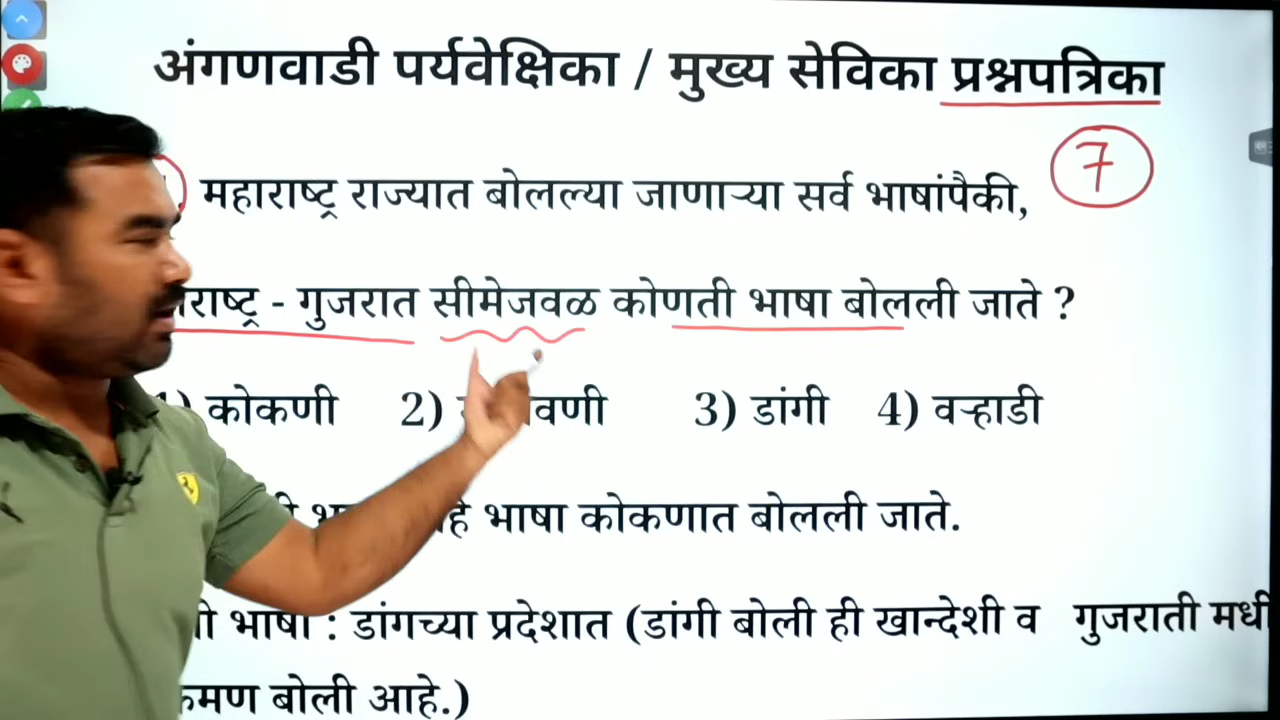 अंगणवाडी पर्यवेक्षिका / मुख्य सेविका प्रश्नपत्रिका
7
महाराष्ट्र राज्यात बोलल्या जाणाऱ्या सर्व भाषांपैकी,
- गुजरात सीमेजवळ कोणती भाषा बोलली जाते ?
1) कोकणी 2) 3) डांगी 4) वऱ्हाडी
भाषा कोकणात बोलली जाते.
भाषा : डांगच्या प्रदेशात (डांगी बोली ही खान्देशी व गुजराती मधी
बोली आहे.)